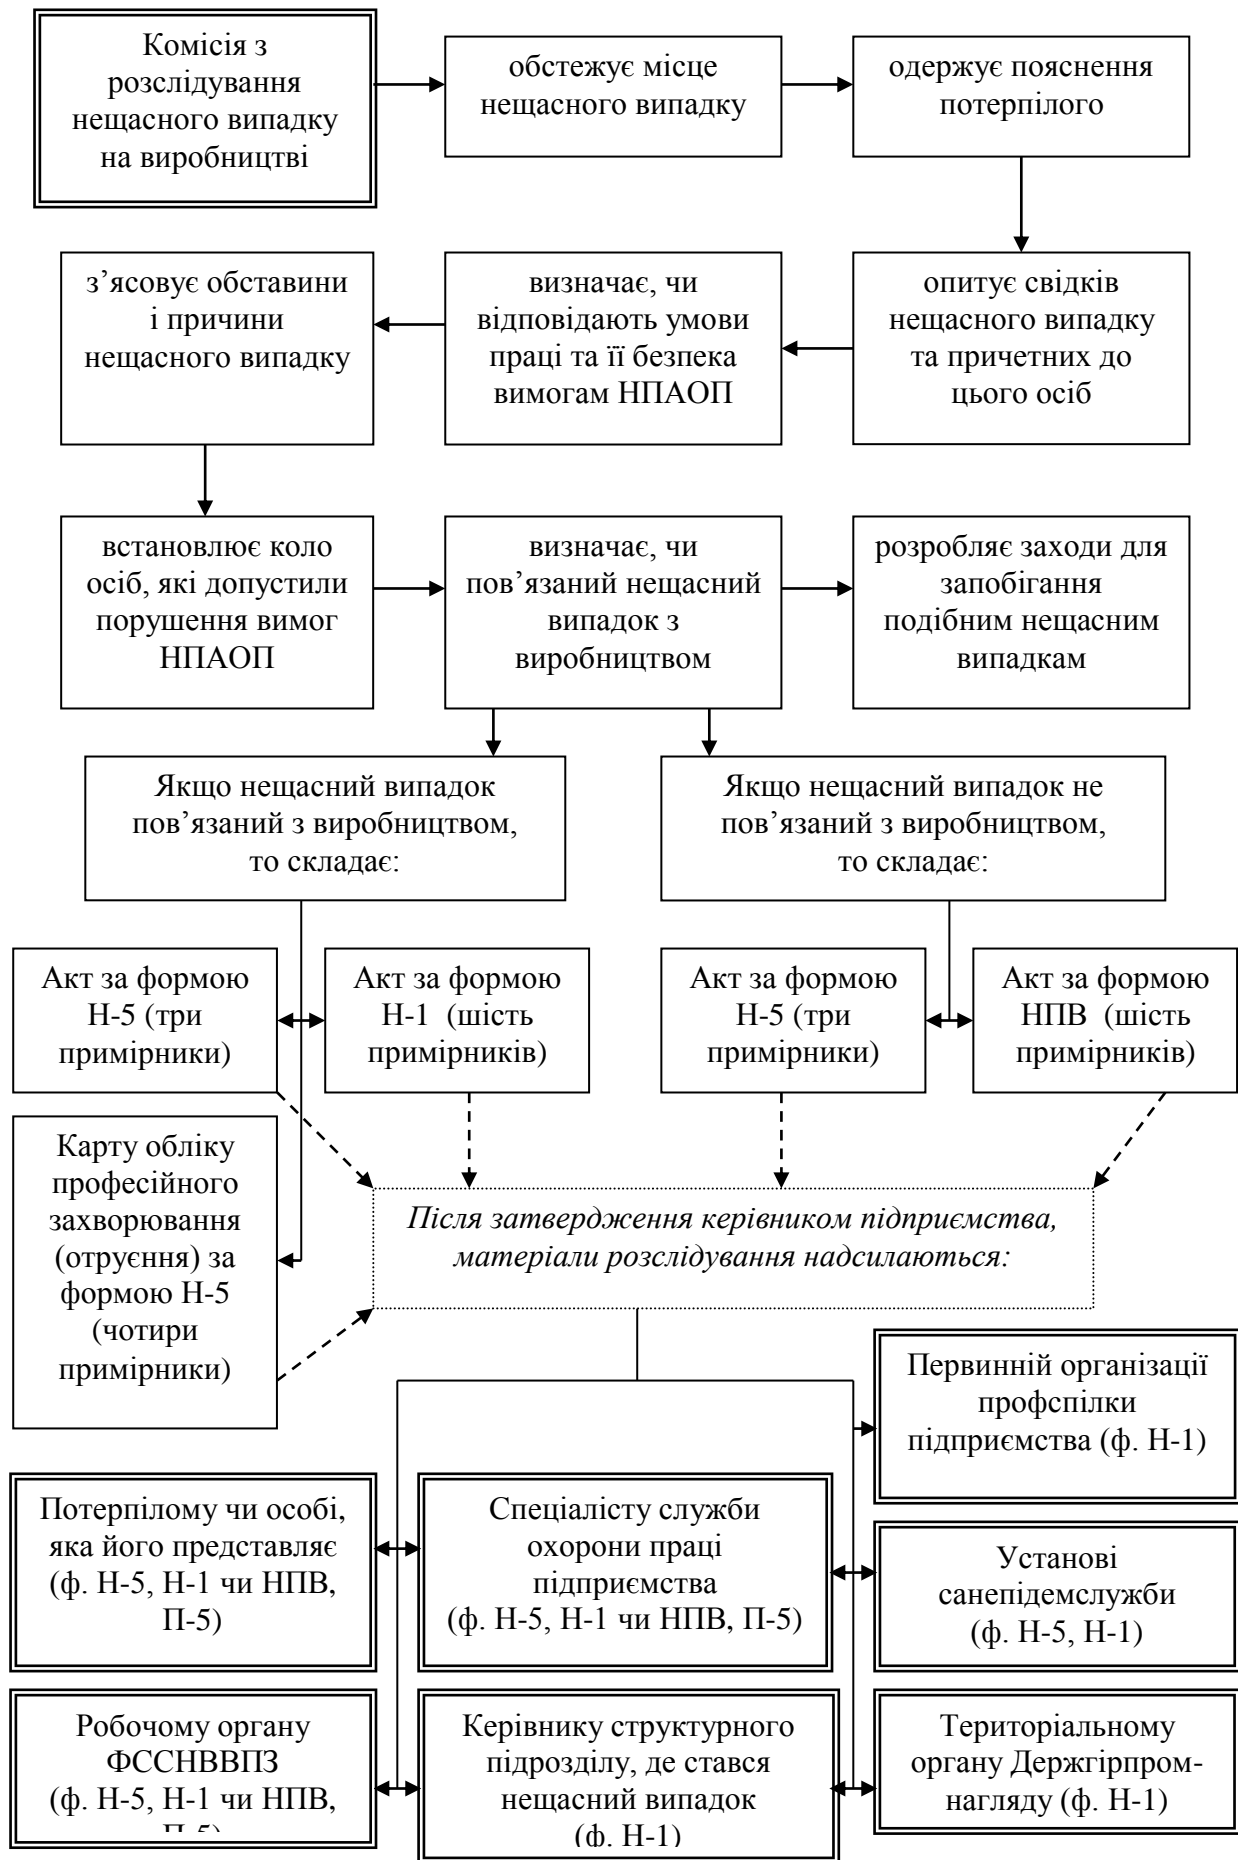 Комісія з
розслідування
нещасного випадку
на виробництві
обстежує місце
нещасного випадку
одержує пояснення
потерпілого
з’ясовує обставини
і причини
нещасного випадку
визначає, чи
відповідають умови
праці та її безпека
вимогам НПАОП
опитує свідків
нещасного випадку
та причетних до
цього осіб
встановлює коло
осіб, які допустили
порушення вимог
НПАОП
визначає, чи
пов’язаний нещасний
випадок з
виробництвом
розробляє заходи для
запобігання
подібним нещасним
випадкам
Якщо нещасний випадок
пов’язаний з виробництвом,
то складає:
Якщо нещасний випадок не
пов’язаний з виробництвом,
то складає:
Акт за формою
Н-5 (три
примірники)
Акт за формою
Н-1 (шість
примірників)
Акт за формою
Н-5 (три
примірники)
Акт за формою
НПВ (шість
примірників)
Карту обліку
професійного
захворювання
(отруєння) за
формою Н-5
(чотири
примірники)
Після затвердження керівником підприємства,
матеріали розслідування надсилаються:
Первинній організації
профспілки
підприємства (ф. Н-1)
Потерпілому чи особі,
яка його представляє
(ф. Н-5, Н-1 чи НПВ,
П-5)
Спеціалісту служби
охорони праці
підприємства
(ф. Н-5, Н-1 чи НПВ, П-5)
Установі
санепідемслужби
(ф. Н-5, Н-1)
Робочому органу
ФССНВВПЗ
(ф. Н-5, Н-1 чи НПВ,
П-5)
Керівнику структурного
підрозділу, де стався
нещасний випадок
(ф. Н-1)
Територіальному
органу Держгірпром-
нагляду (ф. Н-1)